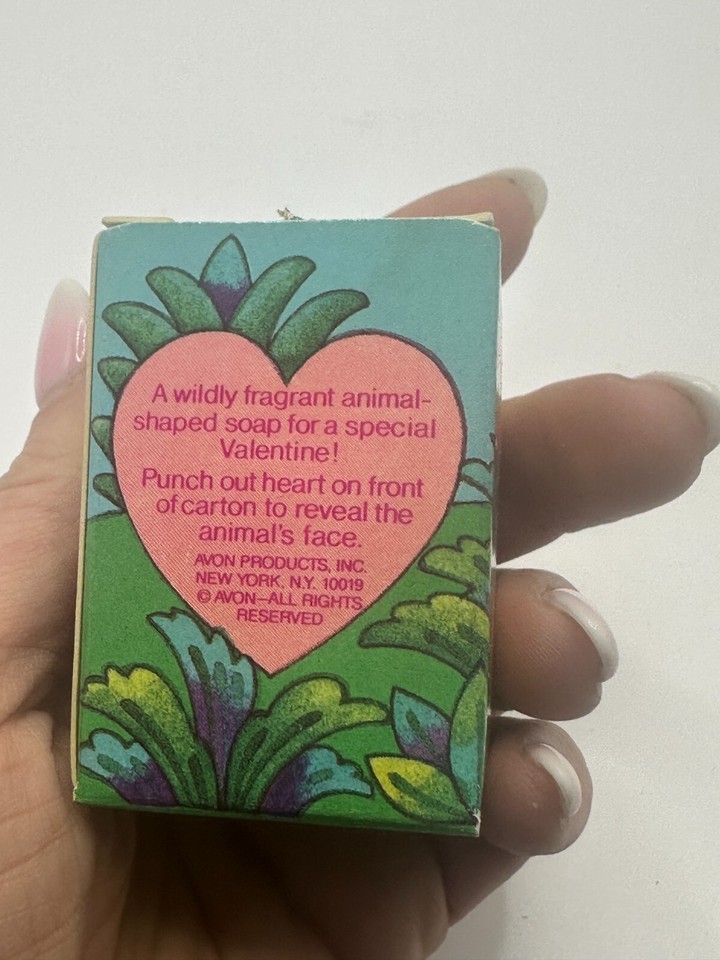 A wildly fragrant animal-
shaped soap for a special
Valentine!
Punch out heart on front
of carton to reveal the
animal's face.
AVON PRODUCTS, INC.
NEW YORK, N.Y. 10019
© AVON—ALL RIGHTS
RESERVED